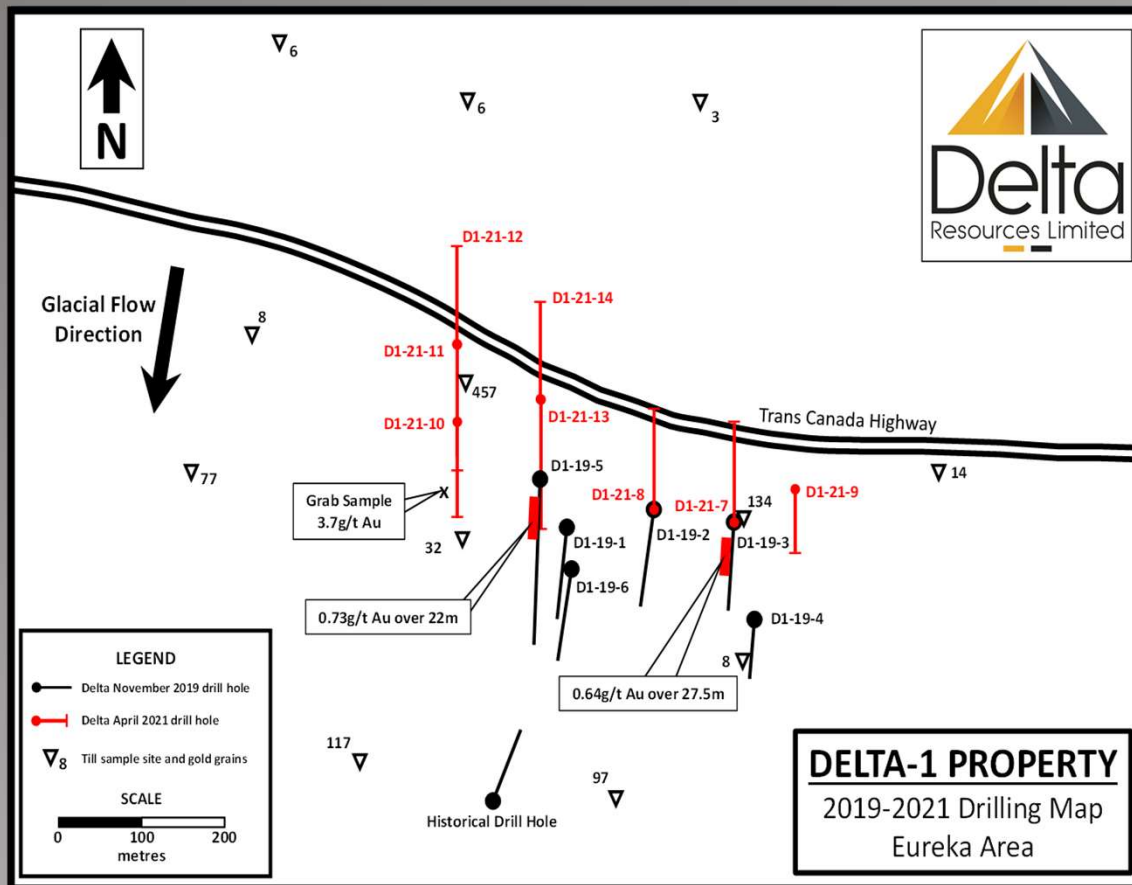 6
6
3
N
Delta
Resources Limited
D1-21-12
Glacial Flow
Direction
8
D1-21-14
D1-21-11
457
D1-21-10
D1-21-13
Trans Canada Highway
77
D1-19-5
14
Grab Sample
3.7g/t Au
X
D1-21-8
D1-21-7
134
D1-21-9
32
D1-19-1
D1-19-2
D1-19-3
D1-19-6
0.73g/t Au over 22m
D1-19-4
8
0.64g/t Au over 27.5m
LEGEND
Delta November 2019 drill hole
Delta April 2021 drill hole
8 Till sample site and gold grains
SCALE
0 100 200
metres
117
97
Historical Drill Hole
DELTA-1 PROPERTY
2019-2021 Drilling Map
Eureka Area